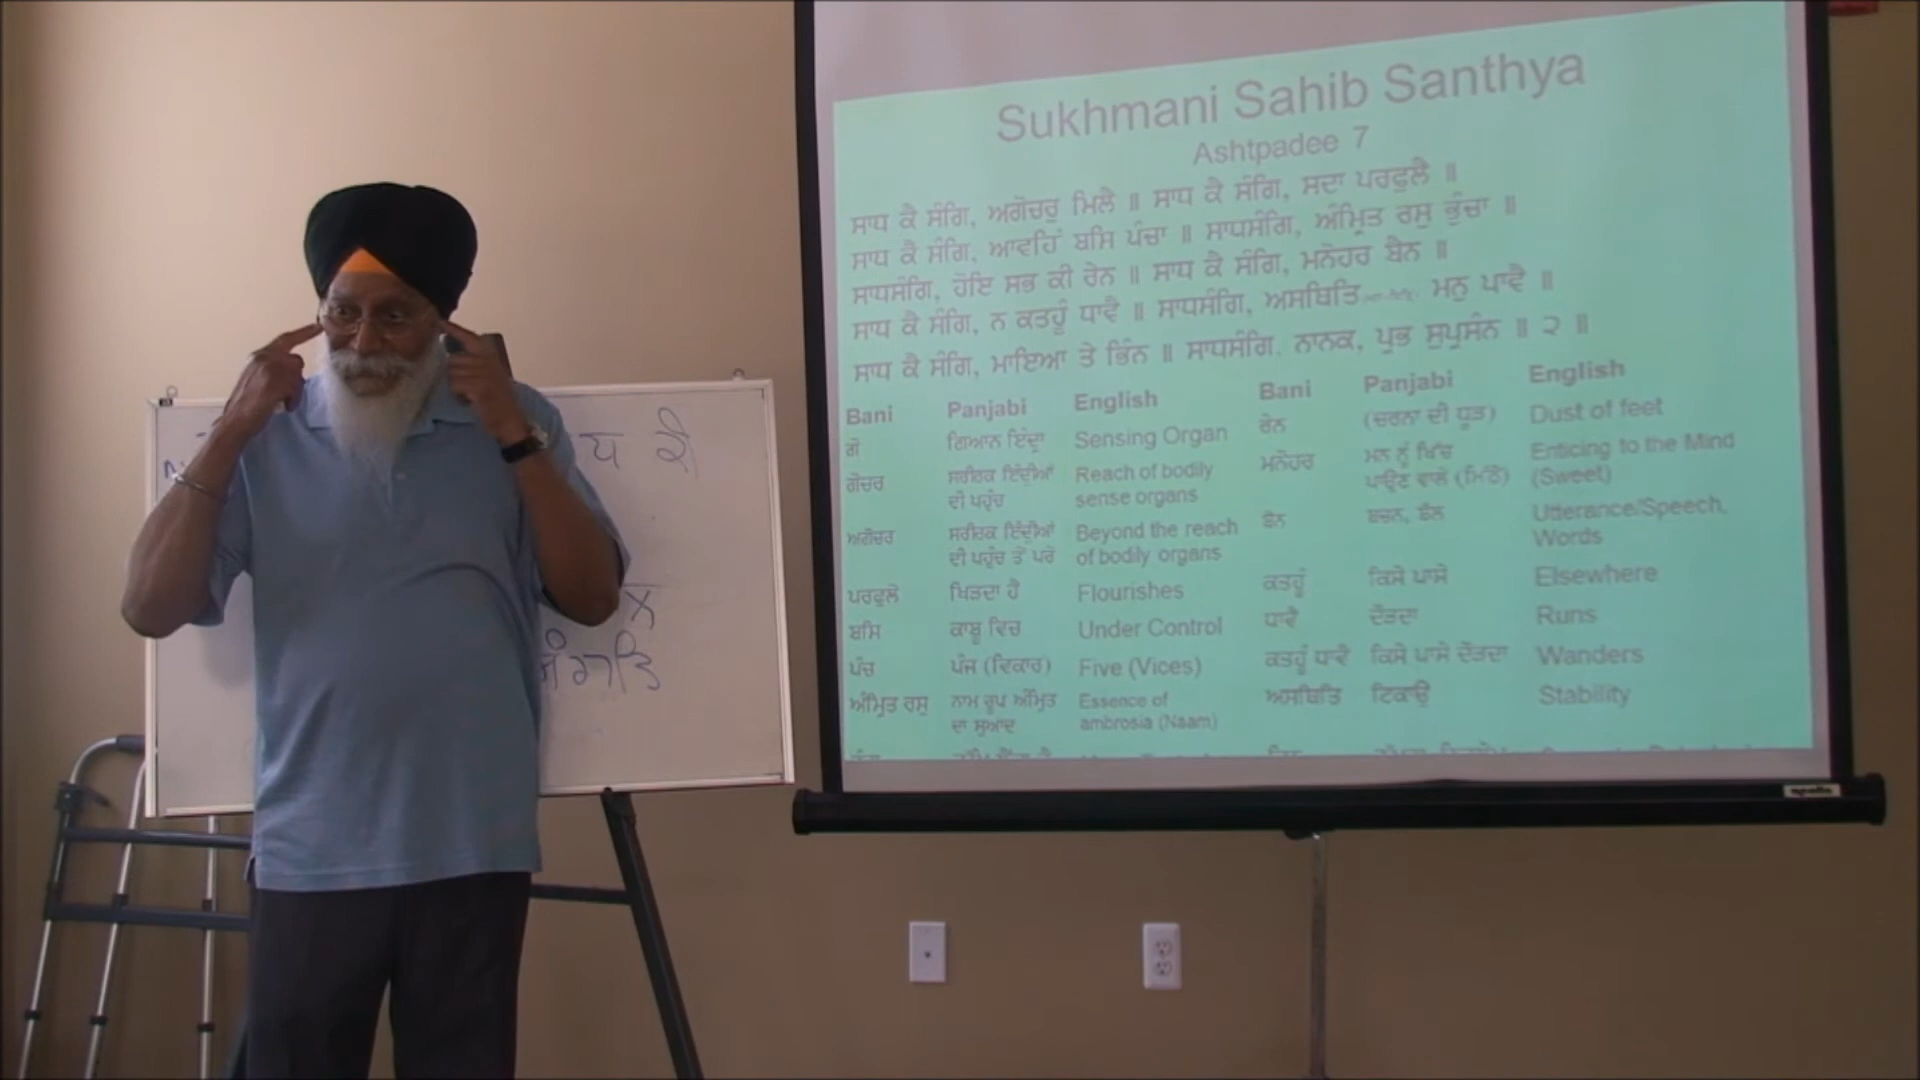 Sukhmani Sahib Santhya
Ashtpadee 7
ਸਾਧ ਕੈ ਸੰਗਿ, ਅਗੋਚਰੁ ਮਿਲੈ ॥ ਸਾਧ ਕੈ ਸੰਗਿ, ਸਦਾ ਪਰਫੁਲੈ ॥
ਸਾਧ ਕੈ ਸੰਗਿ, ਆਵਹਿਂ ਬਸਿ ਪੰਚਾ ॥ ਸਾਧਸੰਗਿ, ਅੰਮ੍ਰਿਤ ਰਸੁ ਭੁੰਚਾ ॥
ਸਾਧਸੰਗਿ, ਹੋਇ ਸਭ ਕੀ ਰੇਨ ॥ ਸਾਧ ਕੈ ਸੰਗਿ, ਮਨੋਹਰ ਬੈਨ ॥
ਸਾਧ ਕੈ ਸੰਗਿ, ਨ ਕਤਹੂੰ ਧਾਵੈ ॥ ਸਾਧਸੰਗਿ, ਅਸਥਿਤਿ ਮਨੁ ਪਾਵੈ ॥
ਸਾਧ ਕੈ ਸੰਗਿ, ਮਾਇਆ ਤੇ ਭਿੰਨ ॥ ਸਾਧਸੰਗਿ, ਨਾਨਕ, ਪ੍ਰਭ ਸੁਪ੍ਰਸੰਨ ॥ ੨ ॥
Bani Panjabi English Bani Panjabi English
ਗੋ ਗਿਆਨ ਇੰਦ੍ਰਾ Sensing Organ ਰੇਨ (ਚਰਨਾ ਦੀ ਧੂੜ) Dust of feet
ਗੋਚਰ ਸਰੀਰਕ ਇੰਦ੍ਰੀਆਂ Reach of bodily ਮਨੋਹਰ ਮਨ ਨੂੰ ਖਿੱਚ Enticing to the Mind
ਦੀ ਪਹੁੰਚ sense organs ਪਾਉਣ ਵਾਲੇ (ਮਿੱਠੇ) (Sweet)
ਅਗੋਚਰ ਸਰੀਰਕ ਇੰਦ੍ਰੀਆਂ Beyond the reach ਬੈਨ ਬਚਨ, ਬੋਲ Utterance/Speech,
ਦੀ ਪਹੁੰਚ ਤੋਂ ਪਰੇ of bodily organs Words
ਪਰਫੁਲੇ ਖਿੜਦਾ ਹੈ Flourishes ਕਤਹੂੰ ਕਿਸੇ ਪਾਸੇ Elsewhere
ਬਸਿ ਕਾਬੂ ਵਿਚ Under Control ਧਾਵੈ ਦੌੜਦਾ Runs
ਪੰਚ ਪੰਜ (ਵਿਕਾਰ) Five (Vices) ਕਤਹੂੰ ਧਾਵੈ ਕਿਸੇ ਪਾਸੇ ਦੌੜਦਾ Wanders
ਅੰਮ੍ਰਿਤ ਰਸੁ ਨਾਮ ਰੂਪ ਅੰਮ੍ਰਿਤ Essence of ਅਸਥਿਤਿ ਟਿਕਾਉ Stability
ਦਾ ਸੁਆਦ ambrosia (Naam)
apollo